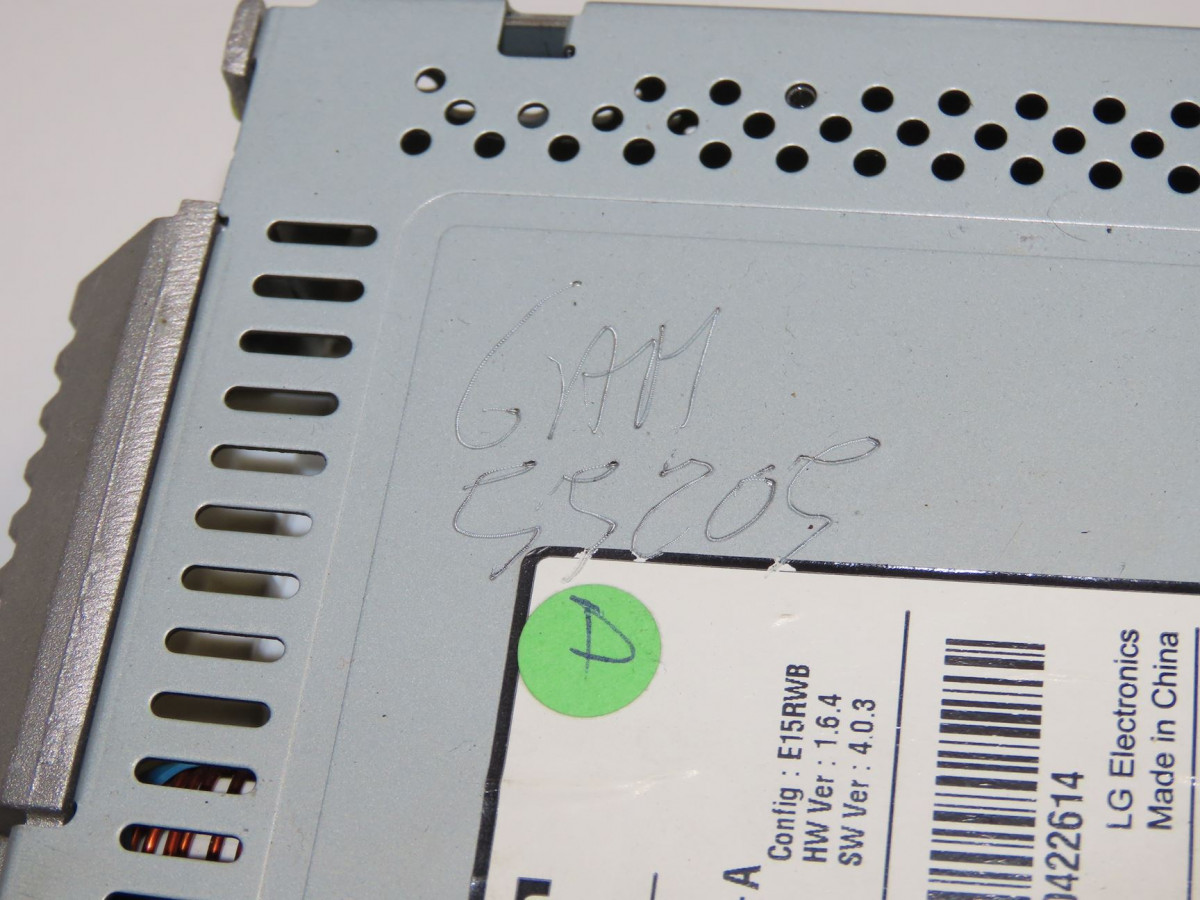 GAM
55205
A
Config : E15RWB
HW Ver : 1.6.4
SW Ver : 4.0.3
0422614
LG Electronics
Made in China
A